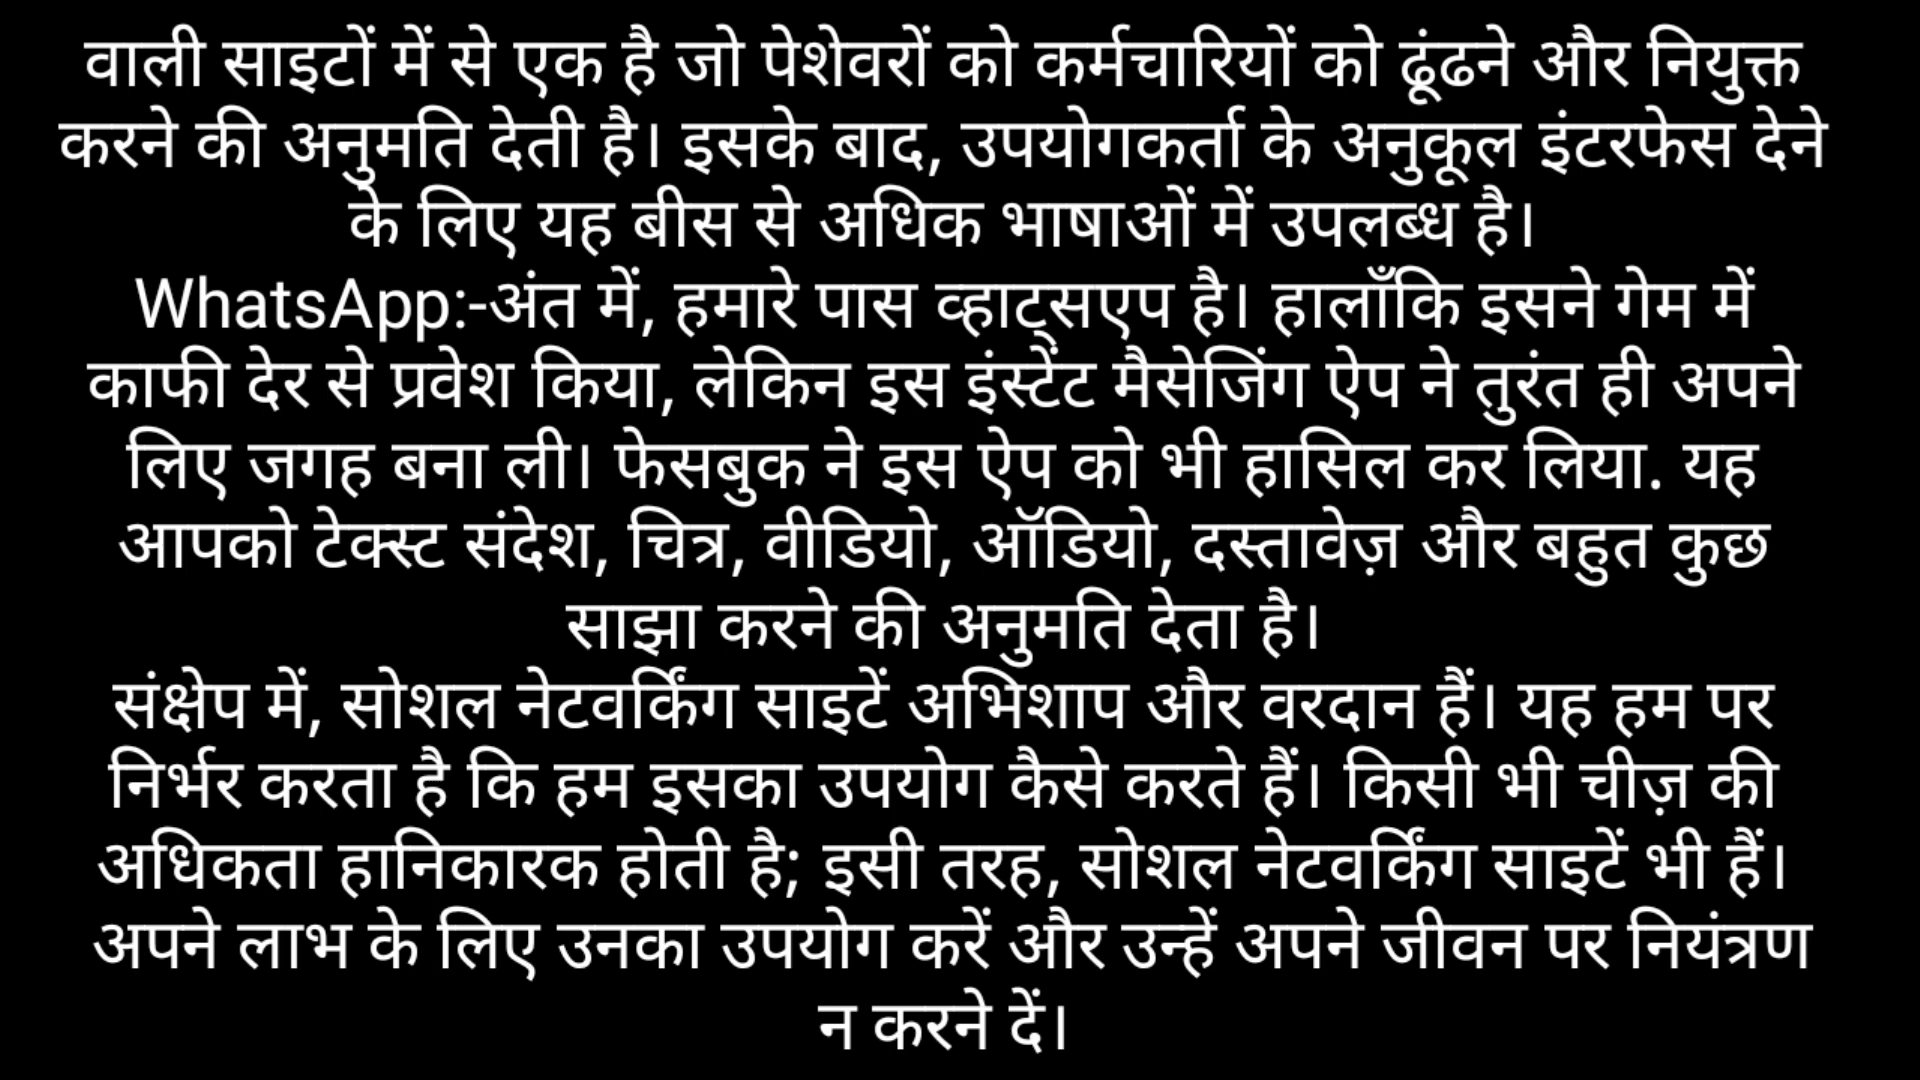 वाली साइटों में से एक है जो पेशेवरों को कर्मचारियों को ढूंढने और नियुक्त
करने की अनुमति देती है। इसके बाद, उपयोगकर्ता के अनुकूल इंटरफेस देने
के लिए यह बीस से अधिक भाषाओं में उपलब्ध है।
WhatsApp:-अंत में, हमारे पास व्हाट्सएप है। हालाँकि इसने गेम में
काफी देर से प्रवेश किया, लेकिन इस इंस्टेंट मैसेजिंग ऐप ने तुरंत ही अपने
लिए जगह बना ली। फेसबुक ने इस ऐप को भी हासिल कर लिया. यह
आपको टेक्स्ट संदेश, चित्र, वीडियो, ऑडियो, दस्तावेज़ और बहुत कुछ
साझा करने की अनुमति देता है।
संक्षेप में, सोशल नेटवर्किंग साइटें अभिशाप और वरदान हैं। यह हम पर
निर्भर करता है कि हम इसका उपयोग कैसे करते हैं। किसी भी चीज़ की
अधिकता हानिकारक होती है; इसी तरह, सोशल नेटवर्किंग साइटें भी हैं।
अपने लाभ के लिए उनका उपयोग करें और उन्हें अपने जीवन पर नियंत्रण
न करने दें।